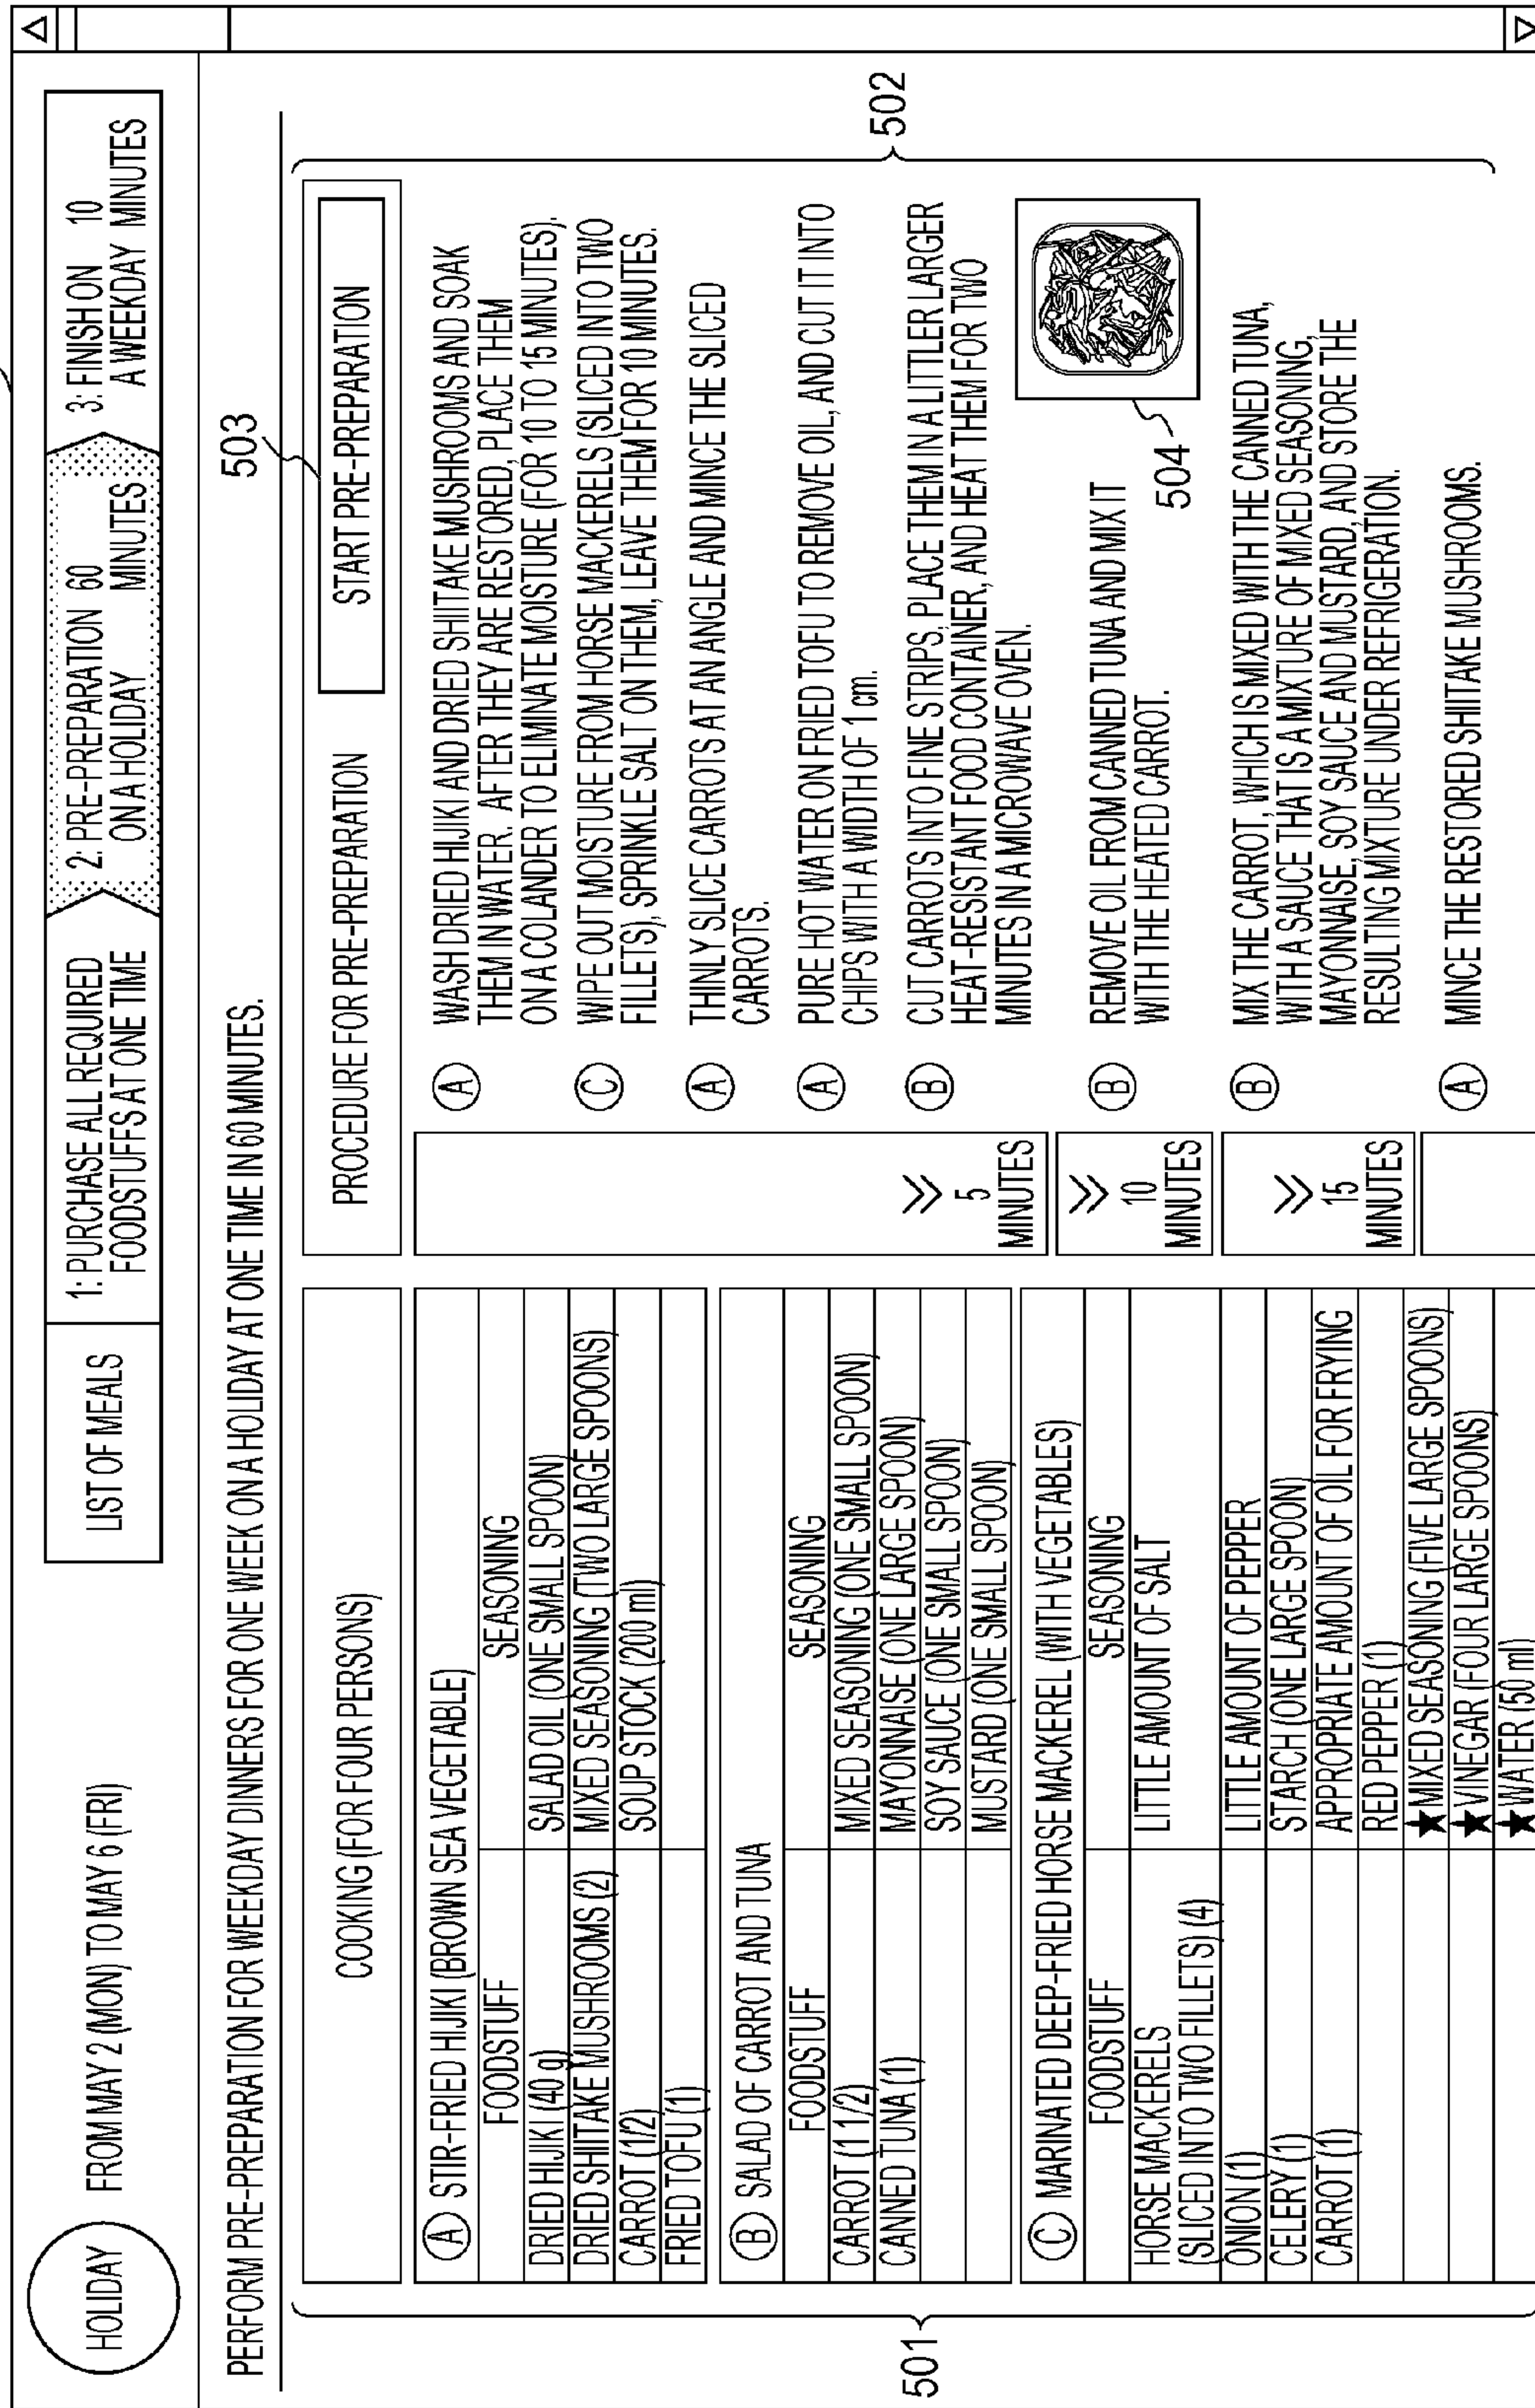 HOLIDAY
FROM MAY 2 (MON) TO MAY 6 (FRI)
LIST OF MEALS
1: PURCHASE ALL REQUIRED
FOODSTUFFS AT ONE TIME
2: PRE-PREPARATION 60
ON A HOLIDAY MINUTES
3: FINISH ON 10
A WEEKDAY MINUTES
PERFORM PRE-PREPARATION FOR WEEKDAY DINNERS FOR ONE WEEK ON A HOLIDAY AT ONE TIME IN 60 MINUTES.
501
COOKING (FOR FOUR PERSONS)
A STIR-FRIED HIJIKI (BROWN SEA VEGETABLE)
FOODSTUFF SEASONING
DRIED HIJIKI (40 g) SALAD OIL (ONE SMALL SPOON)
DRED SHIITAKE MUSHROOMS (2) MIXED SEASONING (TWO LARGE SPOONS)
CARROT (1/2) SOUP STOCK (200 ml)
FRIED TOFU (1)
B SALAD OF CARROT AND TUNA
FOODSTUFF SEASONING
CARROT (1 1/2) MIXED SEASONING (ONE SMALL SPOON)
CANNED TUNA (1) MAYONNAISE (ONE LARGE SPOON)
SOY SAUCE (ONE SMALL SPOON)
MUSTARD (ONE SMALL SPOON)
C MARINATED DEEP-FRIED HORSE MACKEREL (WITH VEGETABLES)
FOODSTUFF SEASONING
HORSE MACKERELS LITTLE AMOUNT OF SALT
(SLICED INTO TWO FILLETS) (4)
ONION (1) LITTLE AMOUNT OF PEPPER
CELERY (1) STARCH (ONE LARGE SPOON)
CARROT (1) APPROPRIATE AMOUNT OF OIL FOR FRYING
RED PEPPER (1)
★ MIXED SEASONING (FIVE LARGE SPOONS)
★ VINEGAR (FOUR LARGE SPOONS)
★ WATER (50 ml)
503
502
PROCEDURE FOR PRE-PREPARATION
START PRE-PREPARATION
A WASH DRIED HIJIKI AND DRIED SHIITAKE MUSHROOMS AND SOAK
THEM IN WATER. AFTER THEY ARE RESTORED, PLACE THEM
ON A COLANDER TO ELIMINATE MOISTURE (FOR 10 TO 15 MINUTES).
C WIPE OUT MOISTURE FROM HORSE MACKERELS (SLICED INTO TWO
FILLETS), SPRINKLE SALT ON THEM, LEAVE THEM FOR 10 MINUTES.
A THINLY SLICE CARROTS AT AN ANGLE AND MINCE THE SLICED
CARROTS.
A PURE HOT WATER ON FRIED TOFU TO REMOVE OIL, AND CUT IT INTO
CHIPS WITH A WIDTH OF 1 cm.
B CUT CARROTS INTO FINE STRIPS, PLACE THEM IN A LITTLER LARGER
HEAT-RESISTANT FOOD CONTAINER, AND HEAT THEM FOR TWO
MINUTES IN A MICROWAVE OVEN.
5
MINUTES
B REMOVE OIL FROM CANNED TUNA AND MIX IT
WITH THE HEATED CARROT.
504
10
MINUTES
B MIX THE CARROT, WHICH IS MIXED WITH THE CANNED TUNA,
WITH A SAUCE THAT IS A MIXTURE OF MIXED SEASONING,
MAYONNAISE, SOY SAUCE AND MUSTARD, AND STORE THE
RESULTING MIXTURE UNDER REFRIGERATION.
15
MINUTES
A MINCE THE RESTORED SHIITAKE MUSHROOMS.